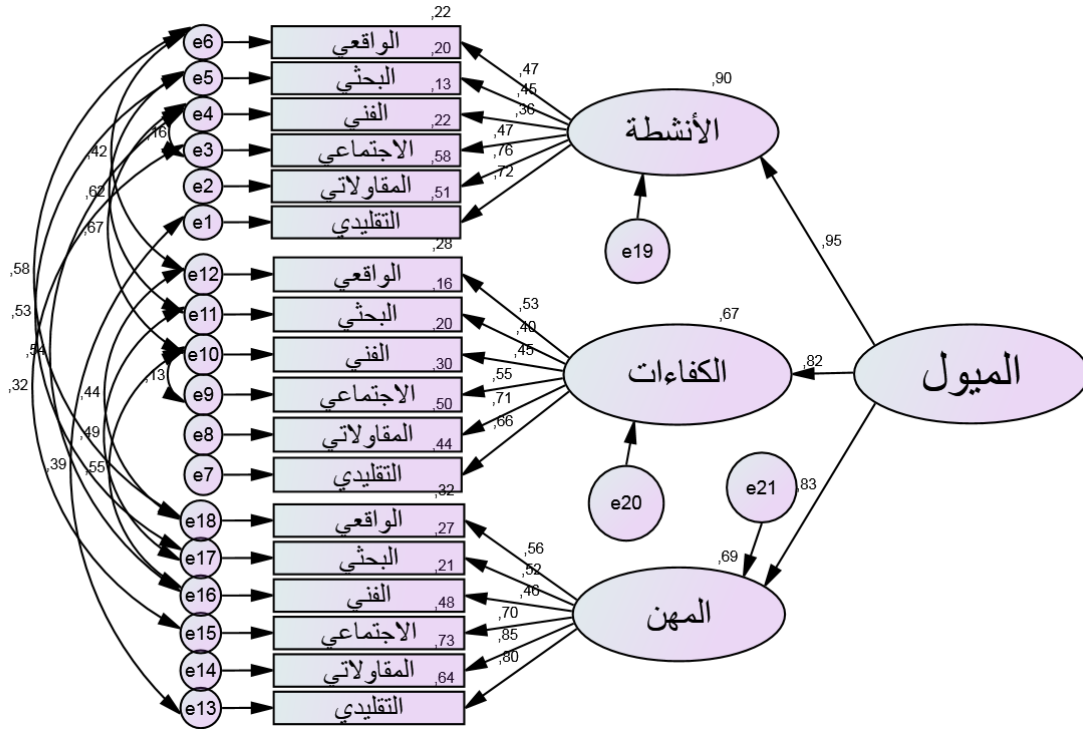 ,22
e6
الواقعي
,20
e5
البحثي
,13
e4
الفني
,22
e3
الاجتماعي
,58
e2
المقاولاتي
,51
e1
التقليدي
,47
,45
,36
,47
,76
,72
,90
الأنشطة
e19
,95
,28
e12
الواقعي
,16
e11
البحثي
,20
e10
الفني
,30
e9
الاجتماعي
,50
e8
المقاولاتي
,44
e7
التقليدي
,53
,40
,45
,55
,71
,66
,67
الكفاءات
e20
,82
الميول
,32
e18
الواقعي
,27
e17
البحثي
,21
e16
الفني
,48
e15
الاجتماعي
,73
e14
المقاولاتي
,64
e13
التقليدي
,56
,52
,46
,70
,85
,80
,69
المهن
e21
,83
,16
,42
,62
,67
,58
,53
,54
,32
,13
,44
,49
,55
,39